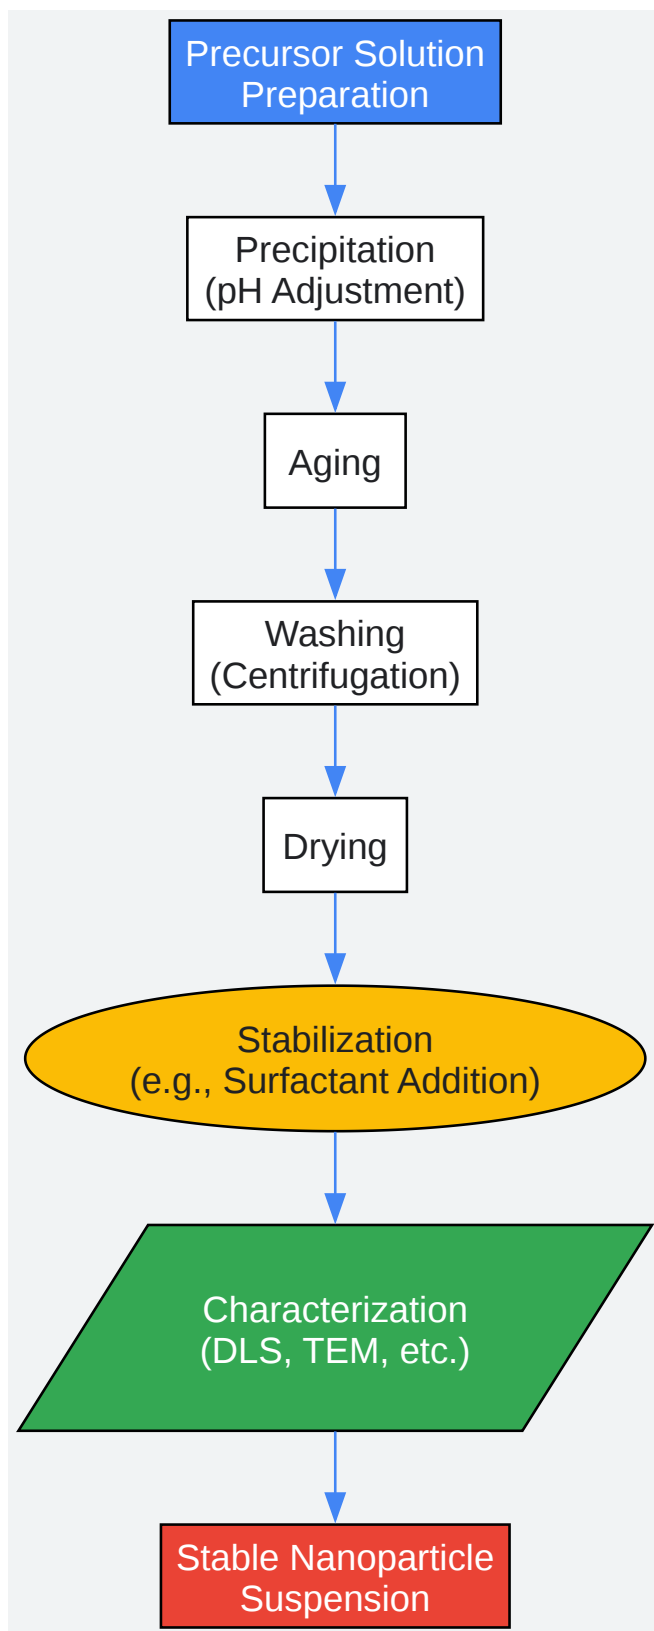 Precursor Solution
Preparation
Precipitation
(pH Adjustment)
Aging
Washing
(Centrifugation)
Drying
Stabilization
(e.g., Surfactant Addition)
Characterization
(DLS, TEM, etc.)
Stable Nanoparticle
Suspension